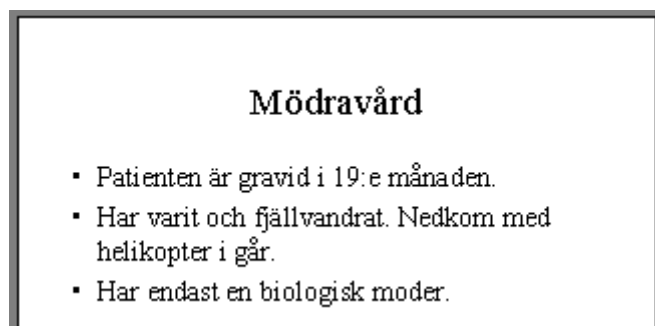 Mödravård
▪ Patienten är gravid i 19:e månaden.
▪ Har varit och fjällvandrat. Nedkom med
helikopter i går.
▪ Har endast en biologisk moder.